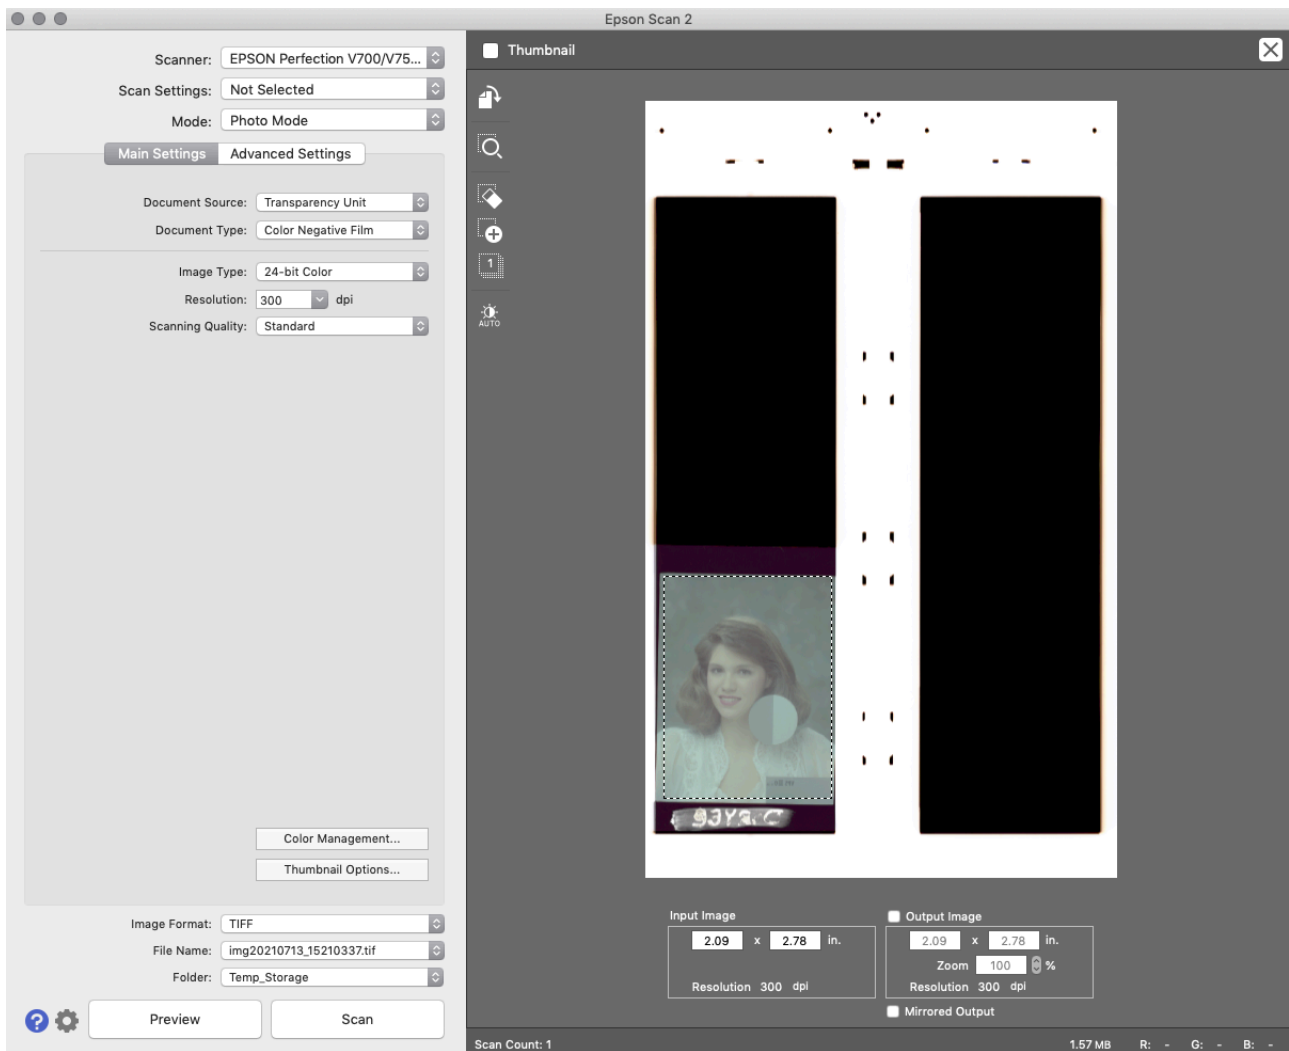 Epson Scan 2
Scanner: EPSON Perfection V700/V75...
Scan Settings: Not Selected
Mode: Photo Mode
Main Settings Advanced Settings
Document Source: Transparency Unit
Document Type: Color Negative Film
Image Type: 24-bit Color
Resolution: 300 dpi
Scanning Quality: Standard
Color Management...
Thumbnail Options...
Image Format: TIFF
File Name: img20210713_15210337.tif
Folder: Temp_Storage
? Preview Scan
Thumbnail
1
AUTO
Input Image
2.09 x 2.78 in.
Resolution 300 dpi
Output Image
2.09 x 2.78 in.
Zoom 100 %
Resolution 300 dpi
Mirrored Output
Scan Count: 1 1.57 MB R: - G: - B: -